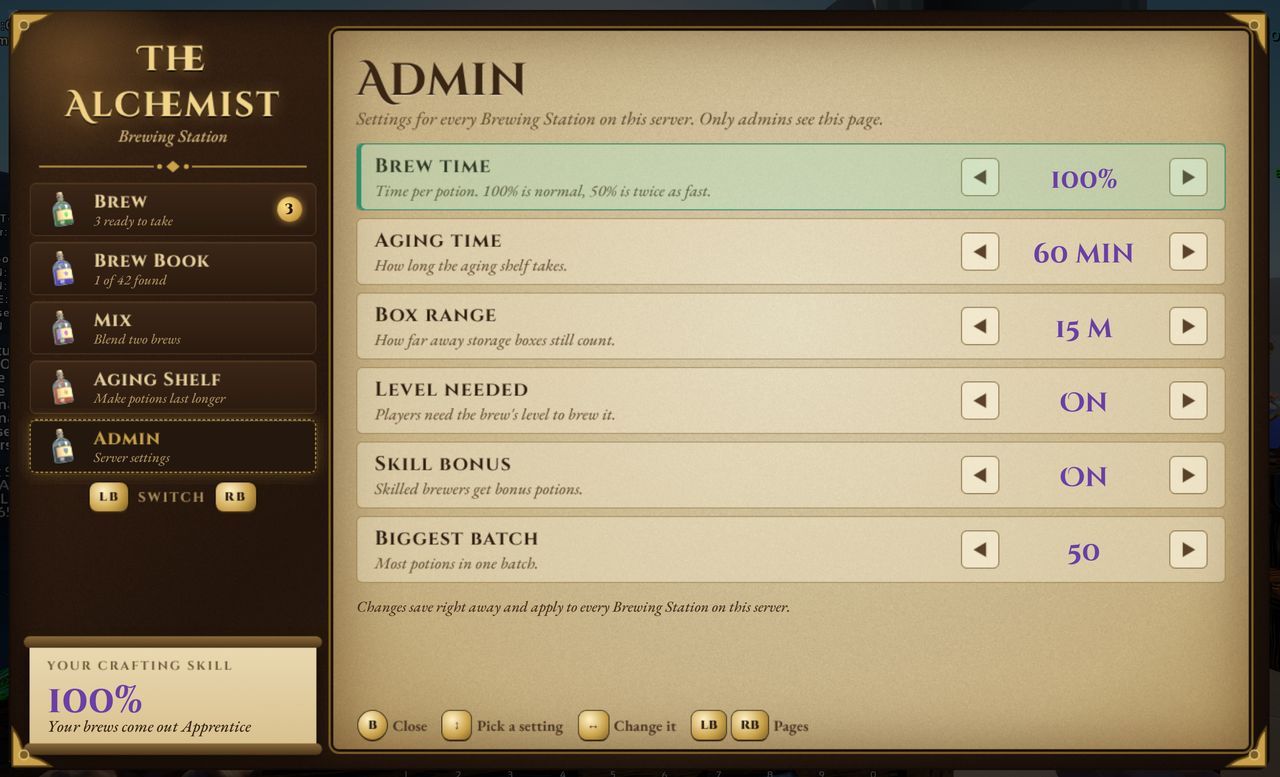 THE
ALCHEMIST
Brewing Station
BREW
3 ready to take
3
BREW BOOK
1 of 42 found
MIX
Blend two brews
AGING SHELF
Make potions last longer
ADMIN
Server settings
LB SWITCH RB
YOUR CRAFTING SKILL
100%
Your brews come out Apprentice
ADMIN
Settings for every Brewing Station on this server. Only admins see this page.
BREW TIME
Time per potion. 100% is normal, 50% is twice as fast.
100%
AGING TIME
How long the aging shelf takes.
60 MIN
BOX RANGE
How far away storage boxes still count.
15 M
LEVEL NEEDED
Players need the brew's level to brew it.
ON
SKILL BONUS
Skilled brewers get bonus potions.
ON
BIGGEST BATCH
Most potions in one batch.
50
Changes save right away and apply to every Brewing Station on this server.
B Close ↕ Pick a setting ↔ Change it LB RB Pages